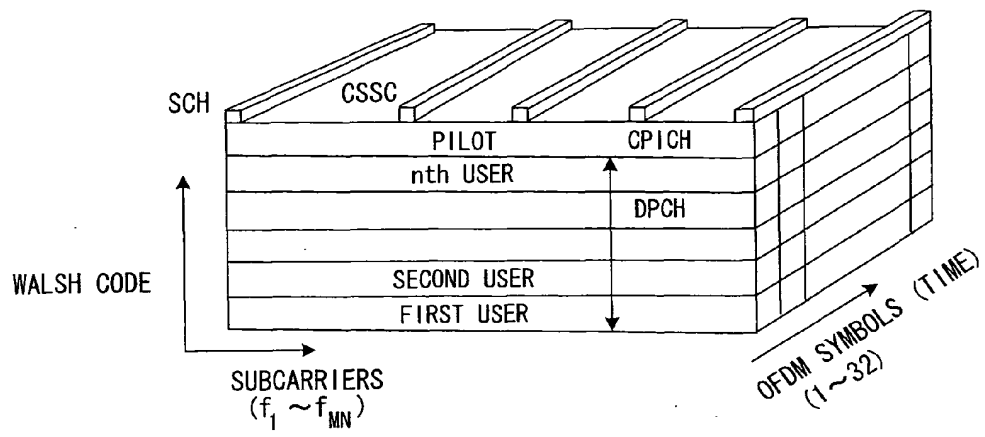 CSSC
SCH
PILOT
CPICH
nth USER
DPCH
WALSH CODE
SECOND USER
FIRST USER
SUBCARRIERS
(f1 ~ fMN)
OFDM SYMBOLS (TIME)
(1~32)